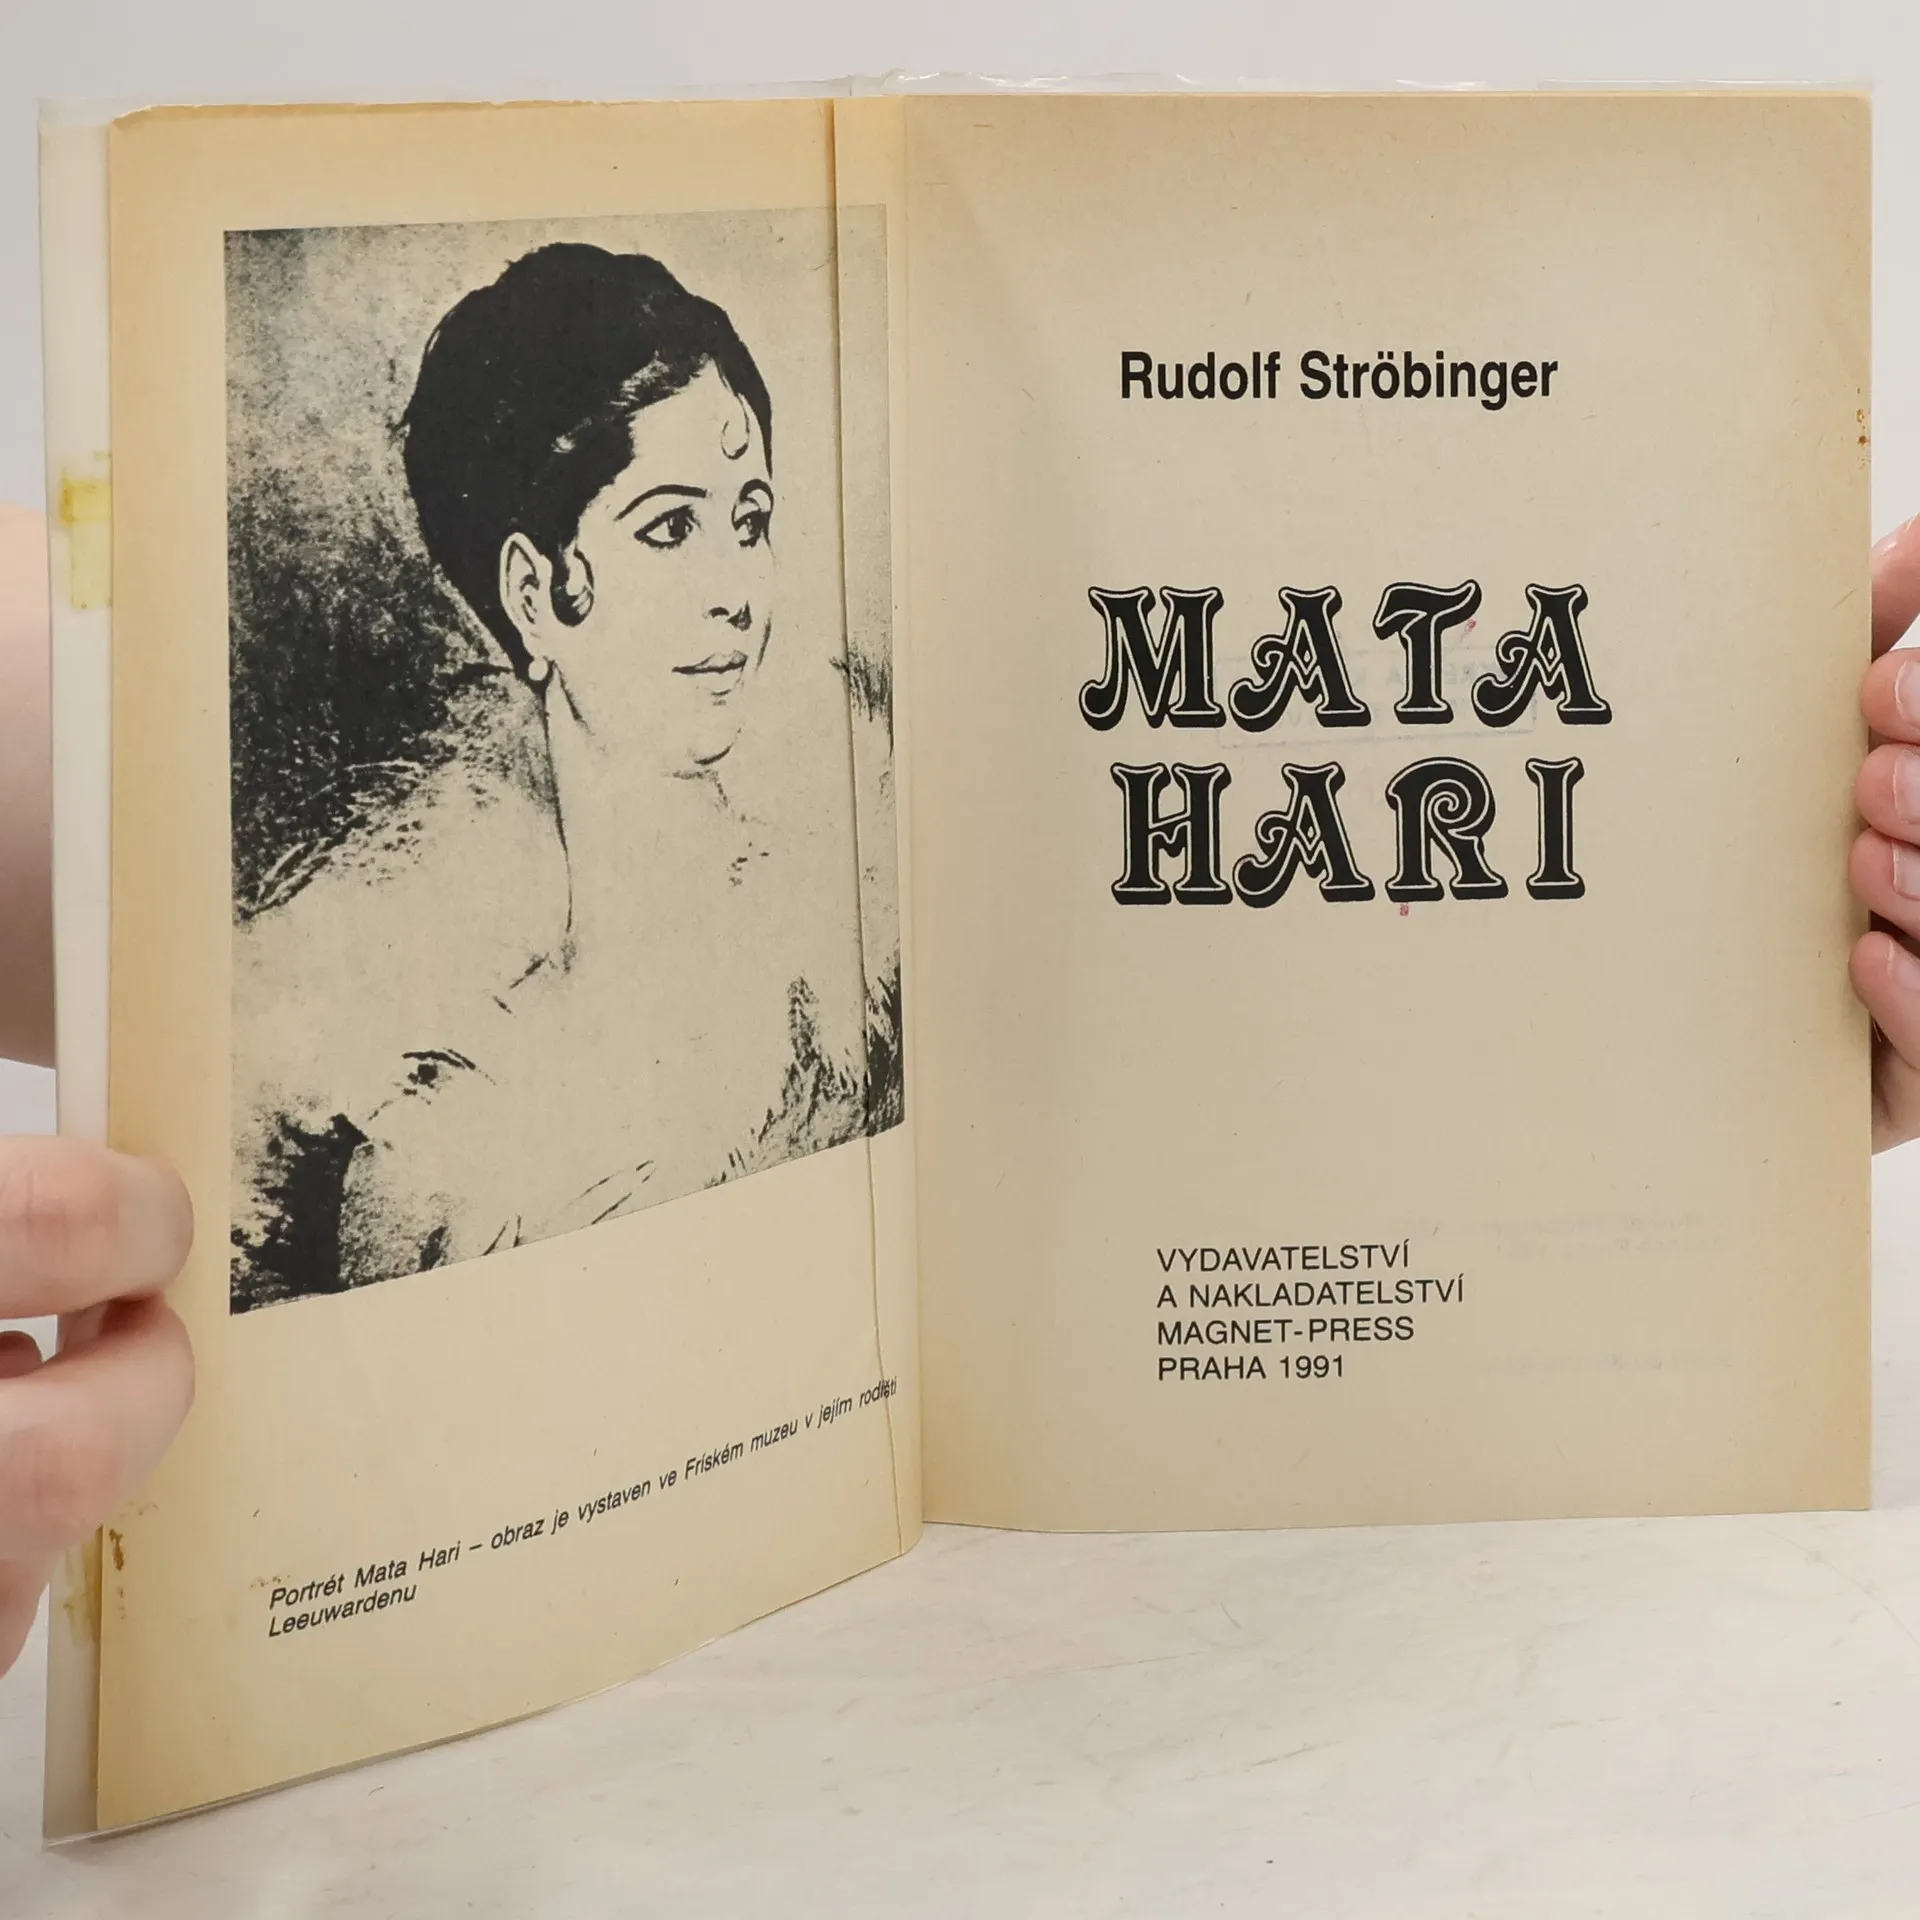 Portrét Mata Hari – obraz je vystaven ve Fríském muzeu v jejím rodišti
Leeuwardenu
Rudolf Ströbinger
MATA
HARI
VYDAVATELSTVÍ
A NAKLADATELSTVÍ
MAGNET-PRESS
PRAHA 1991